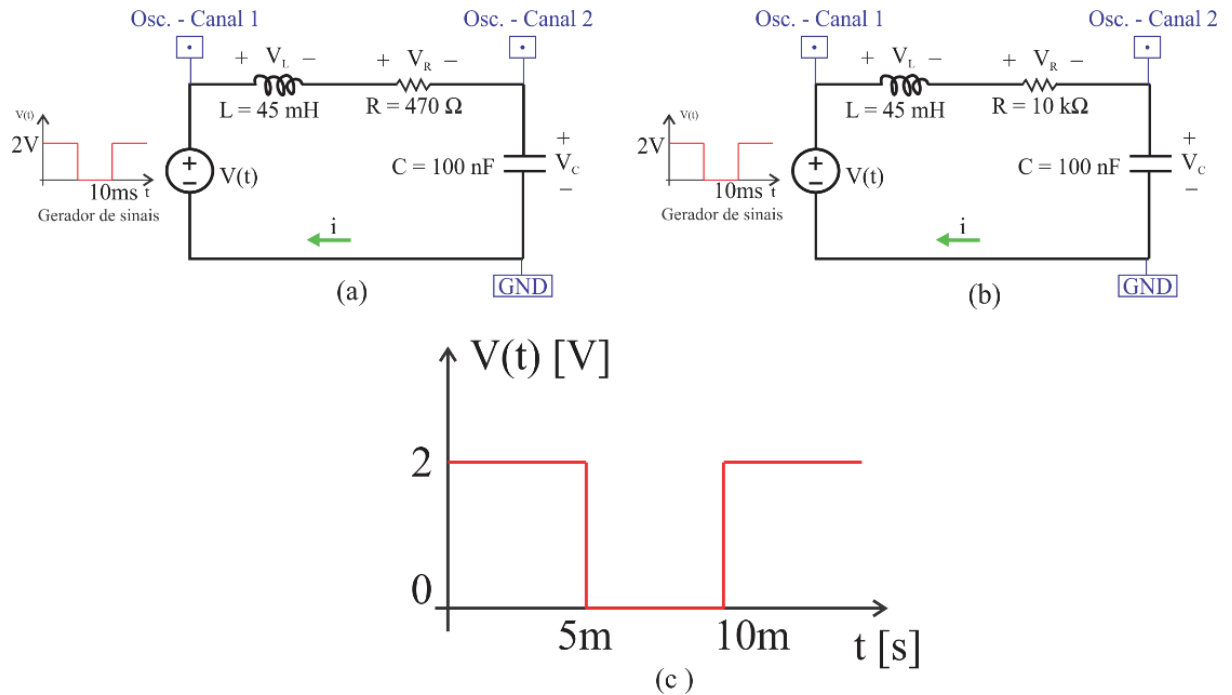 Osc. - Canal 1
Osc. - Canal 2
+ V_L −
+ V_R −
L = 45 mH
R = 470 Ω
V(t)
2V
10ms t
Gerador de sinais
+
−
V(t)
C = 100 nF
+
V_C
−
i
GND
(a)
Osc. - Canal 1
Osc. - Canal 2
+ V_L −
+ V_R −
L = 45 mH
R = 10 kΩ
V(t)
2V
10ms t
Gerador de sinais
+
−
V(t)
C = 100 nF
+
V_C
−
i
GND
(b)
V(t) [V]
2
0
5m
10m
t [s]
(c )